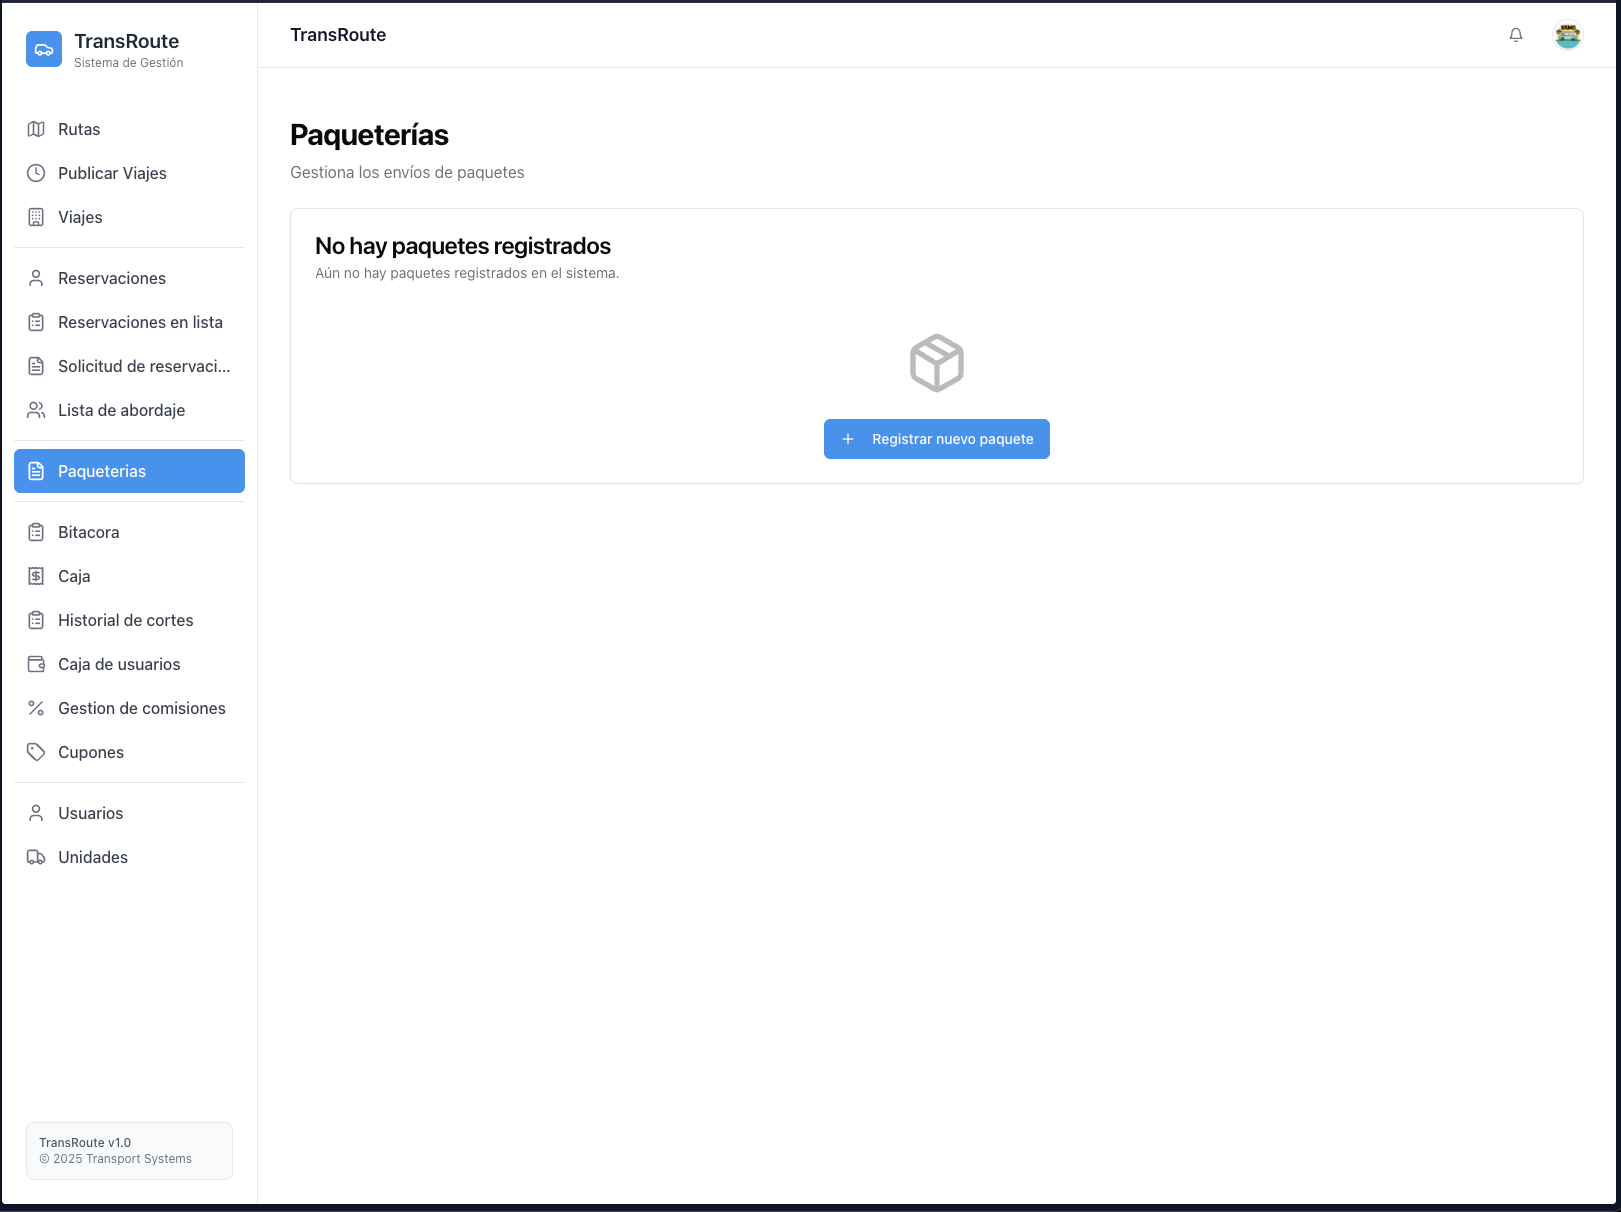 TransRoute
Sistema de Gestión
Rutas
Publicar Viajes
Viajes
Reservaciones
Reservaciones en lista
Solicitud de reservaci...
Lista de abordaje
Paqueterias
Bitacora
Caja
Historial de cortes
Caja de usuarios
Gestion de comisiones
Cupones
Usuarios
Unidades
TransRoute v1.0
© 2025 Transport Systems
TransRoute
Paqueterías
Gestiona los envíos de paquetes
No hay paquetes registrados
Aún no hay paquetes registrados en el sistema.
Registrar nuevo paquete